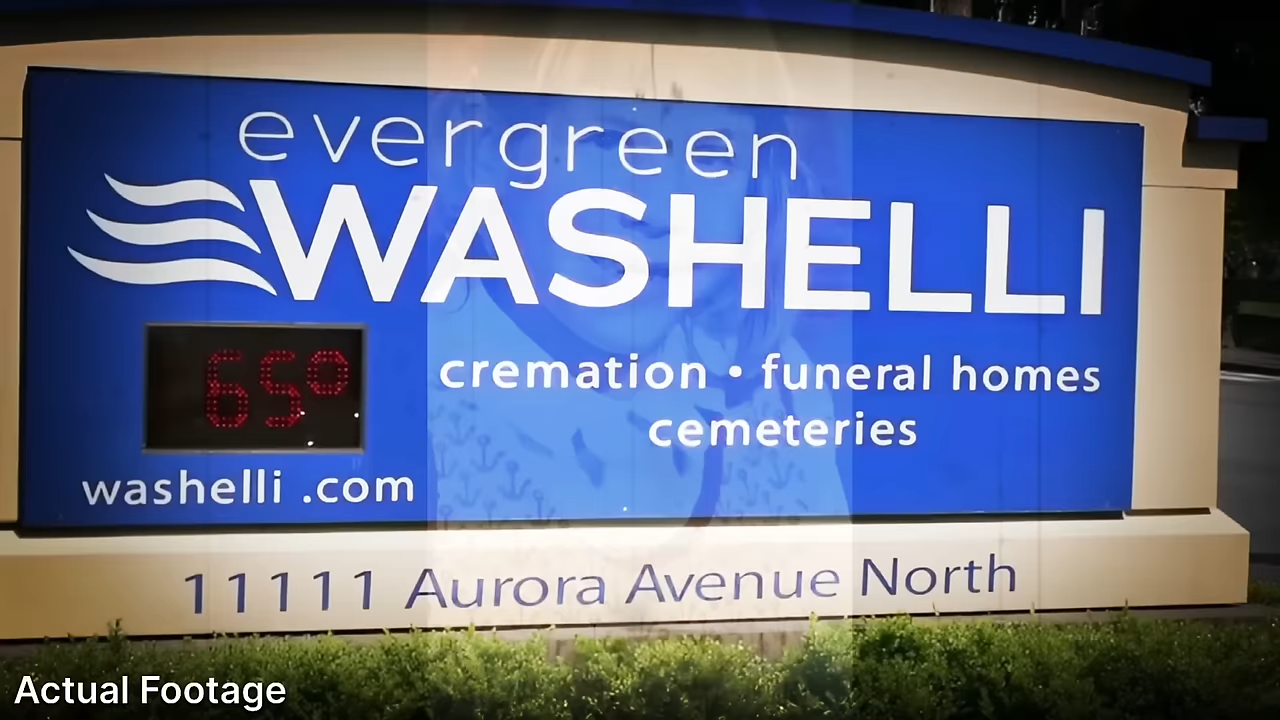 evergreen
WASHELLI
65°
cremation • funeral homes
cemeteries
washelli .com
11111 Aurora Avenue North
Actual Footage